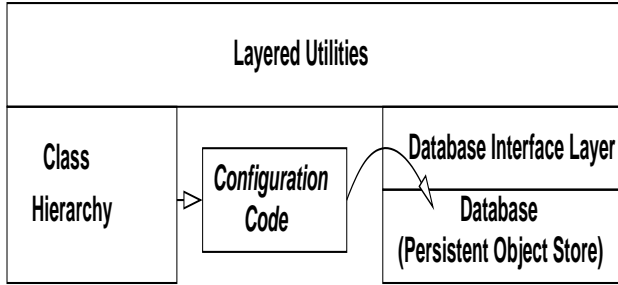 Layered Utilities
Class
Hierarchy
Configuration
Code
Database Interface Layer
Database
(Persistent Object Store)